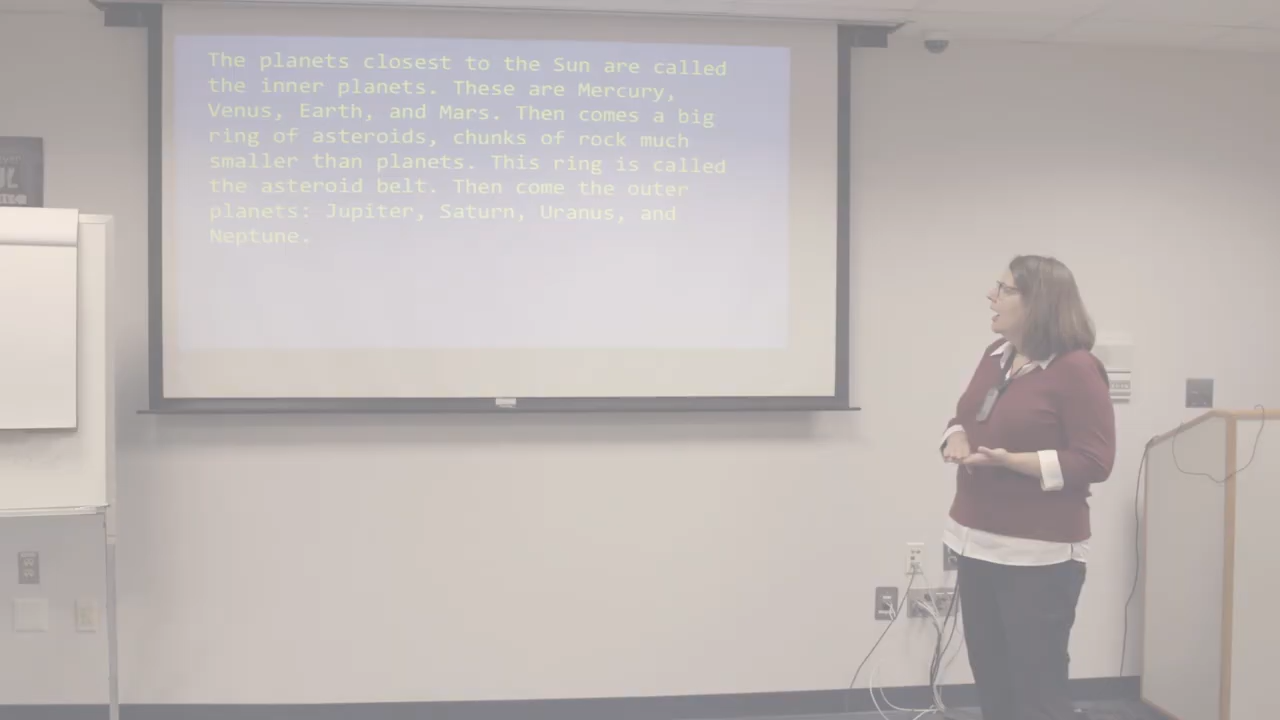 The planets closest to the Sun are called
the inner planets. These are Mercury,
Venus, Earth, and Mars. Then comes a big
ring of asteroids, chunks of rock much
smaller than planets. This ring is called
the asteroid belt. Then come the outer
planets: Jupiter, Saturn, Uranus, and
Neptune.